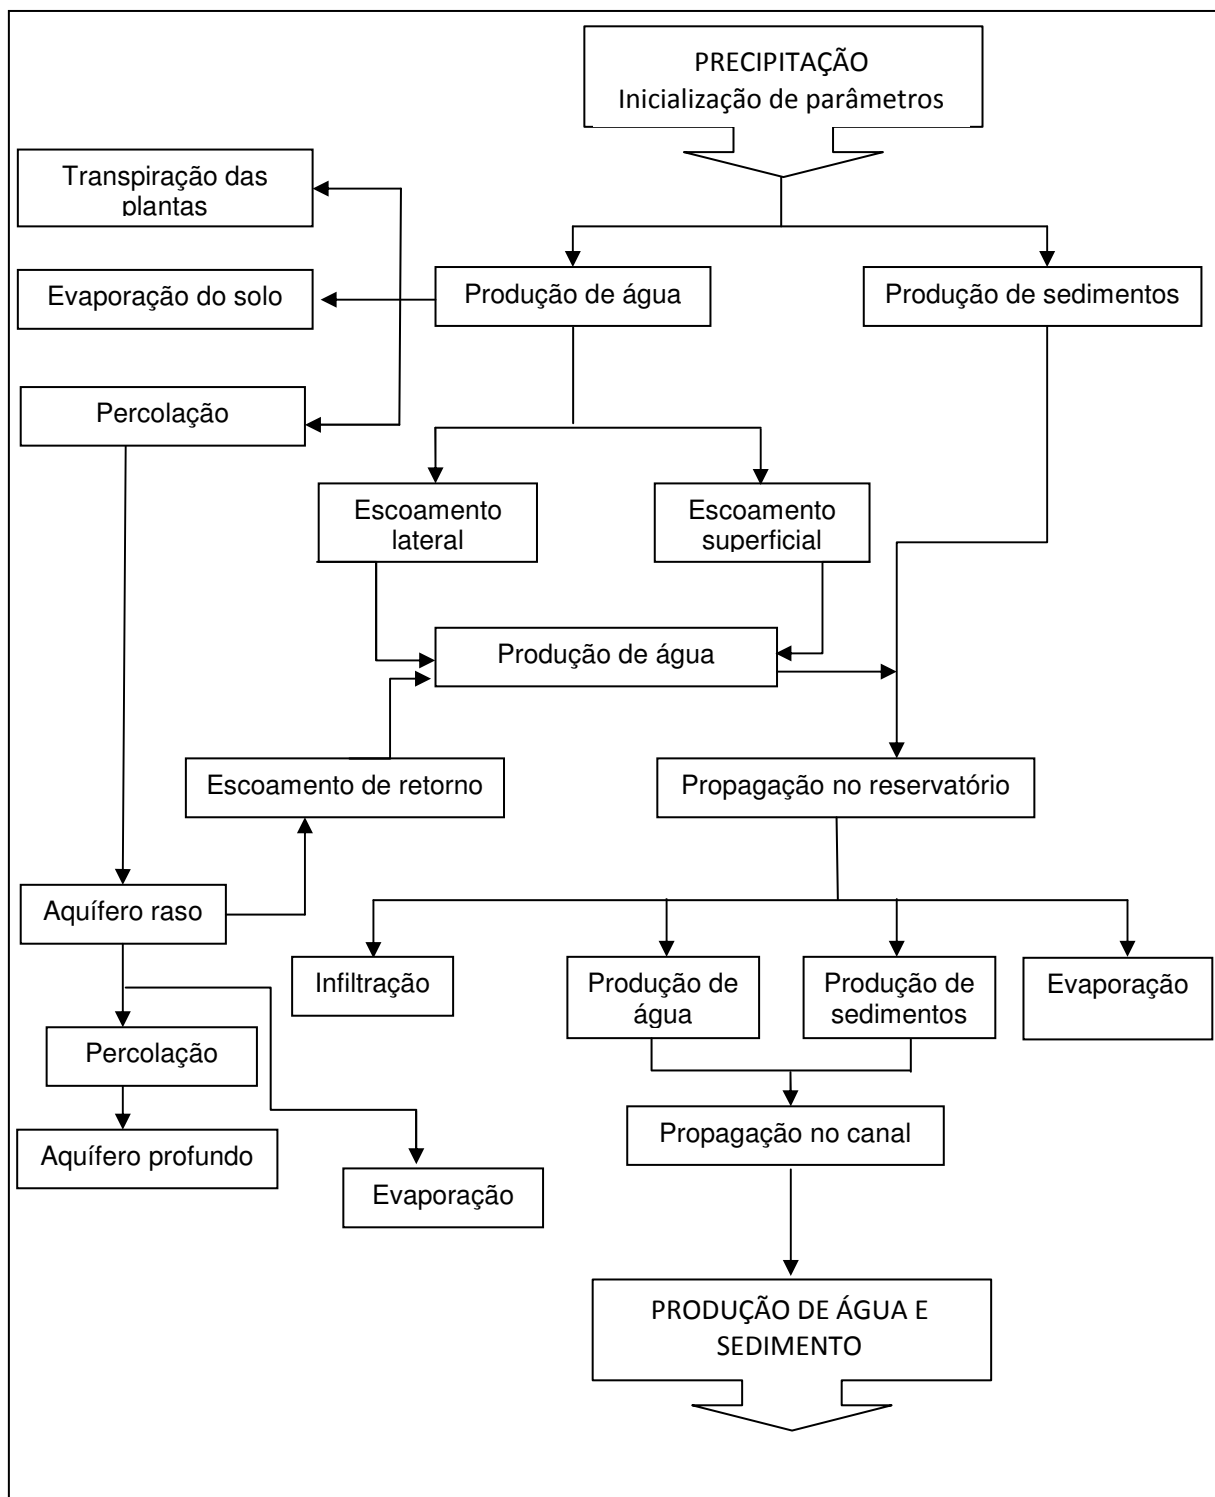 PRECIPITAÇÃO
Inicialização de parâmetros
Transpiração das
plantas
Evaporação do solo
Produção de água
Produção de sedimentos
Percolação
Escoamento
lateral
Escoamento
superficial
Produção de água
Escoamento de retorno
Propagação no reservatório
Aquífero raso
Infiltração
Produção de
água
Produção de
sedimentos
Evaporação
Percolação
Propagação no canal
Aquífero profundo
Evaporação
PRODUÇÃO DE ÁGUA E
SEDIMENTO